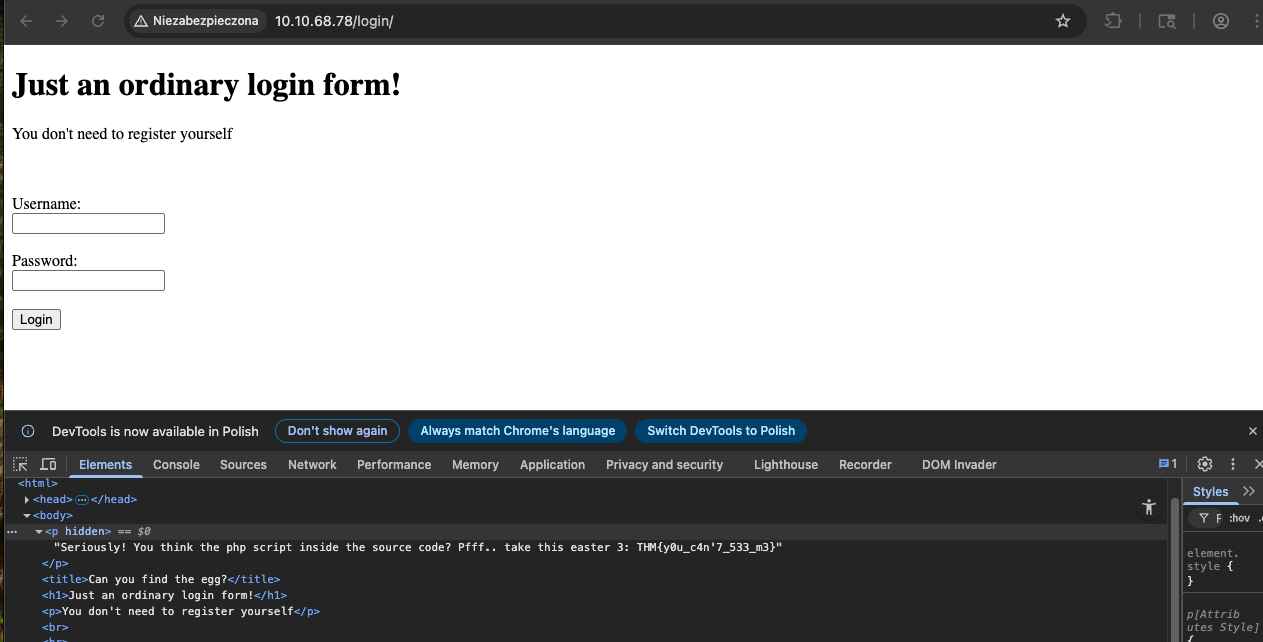 Niezabezpieczona 10.10.68.78/login/
Just an ordinary login form!
You don't need to register yourself
Username:
Password:
Login
DevTools is now available in Polish Don't show again Always match Chrome's language Switch DevTools to Polish
Elements Console Sources Network Performance Memory Application Privacy and security Lighthouse Recorder DOM Invader 1
<html>
<head> </head>
<body>
<p hidden> == $0
"Seriously! You think the php script inside the source code? Pfff.. take this easter 3: THM{y0u_c4n'7_533_m3}"
</p>
<title>Can you find the egg?</title>
<h1>Just an ordinary login form!</h1>
<p>You don't need to register yourself</p>
<br>
Styles
:hov
element.
style {
}
p[Attrib
utes Style]